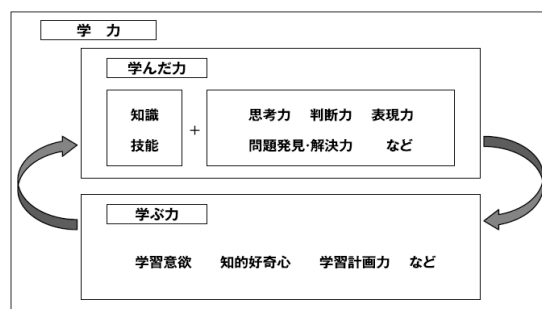 学 力
学んだ力
知識 + 思考力 判断力 表現力
技能 問題発見･解決力 など
学ぶ力
学習意欲 知的好奇心 学習計画力 など